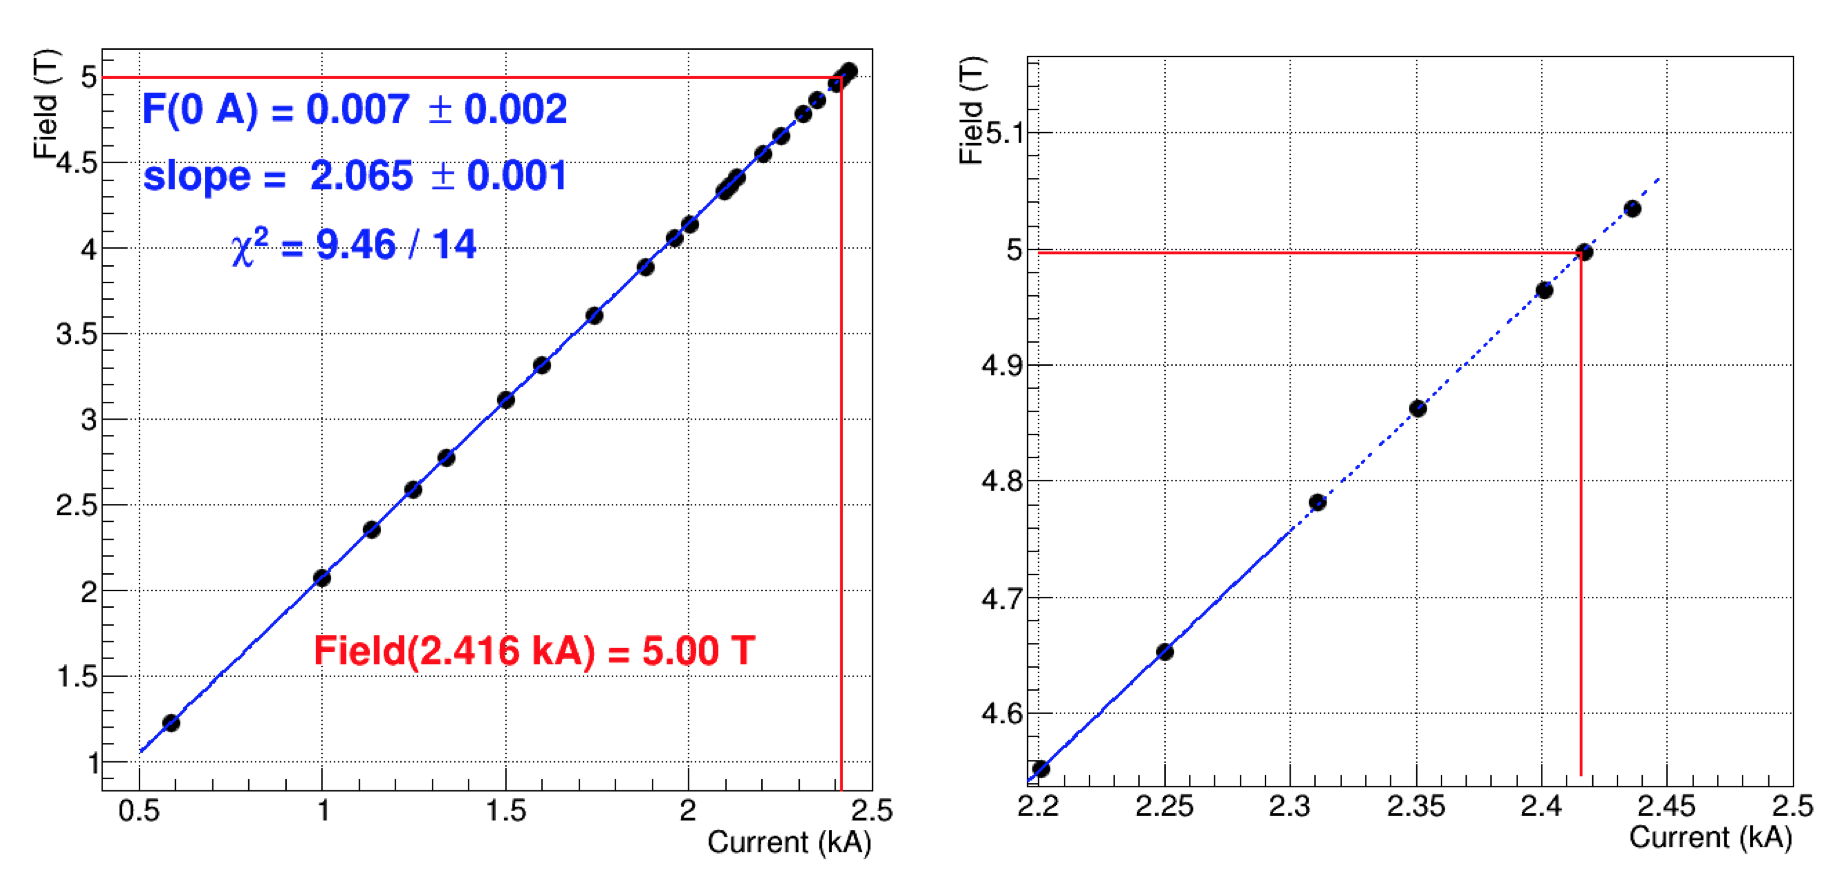 Field (T)
5
4.5
4
3.5
3
2.5
2
1.5
1
F(0 A) = 0.007 ± 0.002
slope = 2.065 ± 0.001
χ² = 9.46 / 14
Field(2.416 kA) = 5.00 T
0.5 1 1.5 2 2.5
Current (kA)
Field (T)
5.1
5
4.9
4.8
4.7
4.6
2.2 2.25 2.3 2.35 2.4 2.45 2.5
Current (kA)